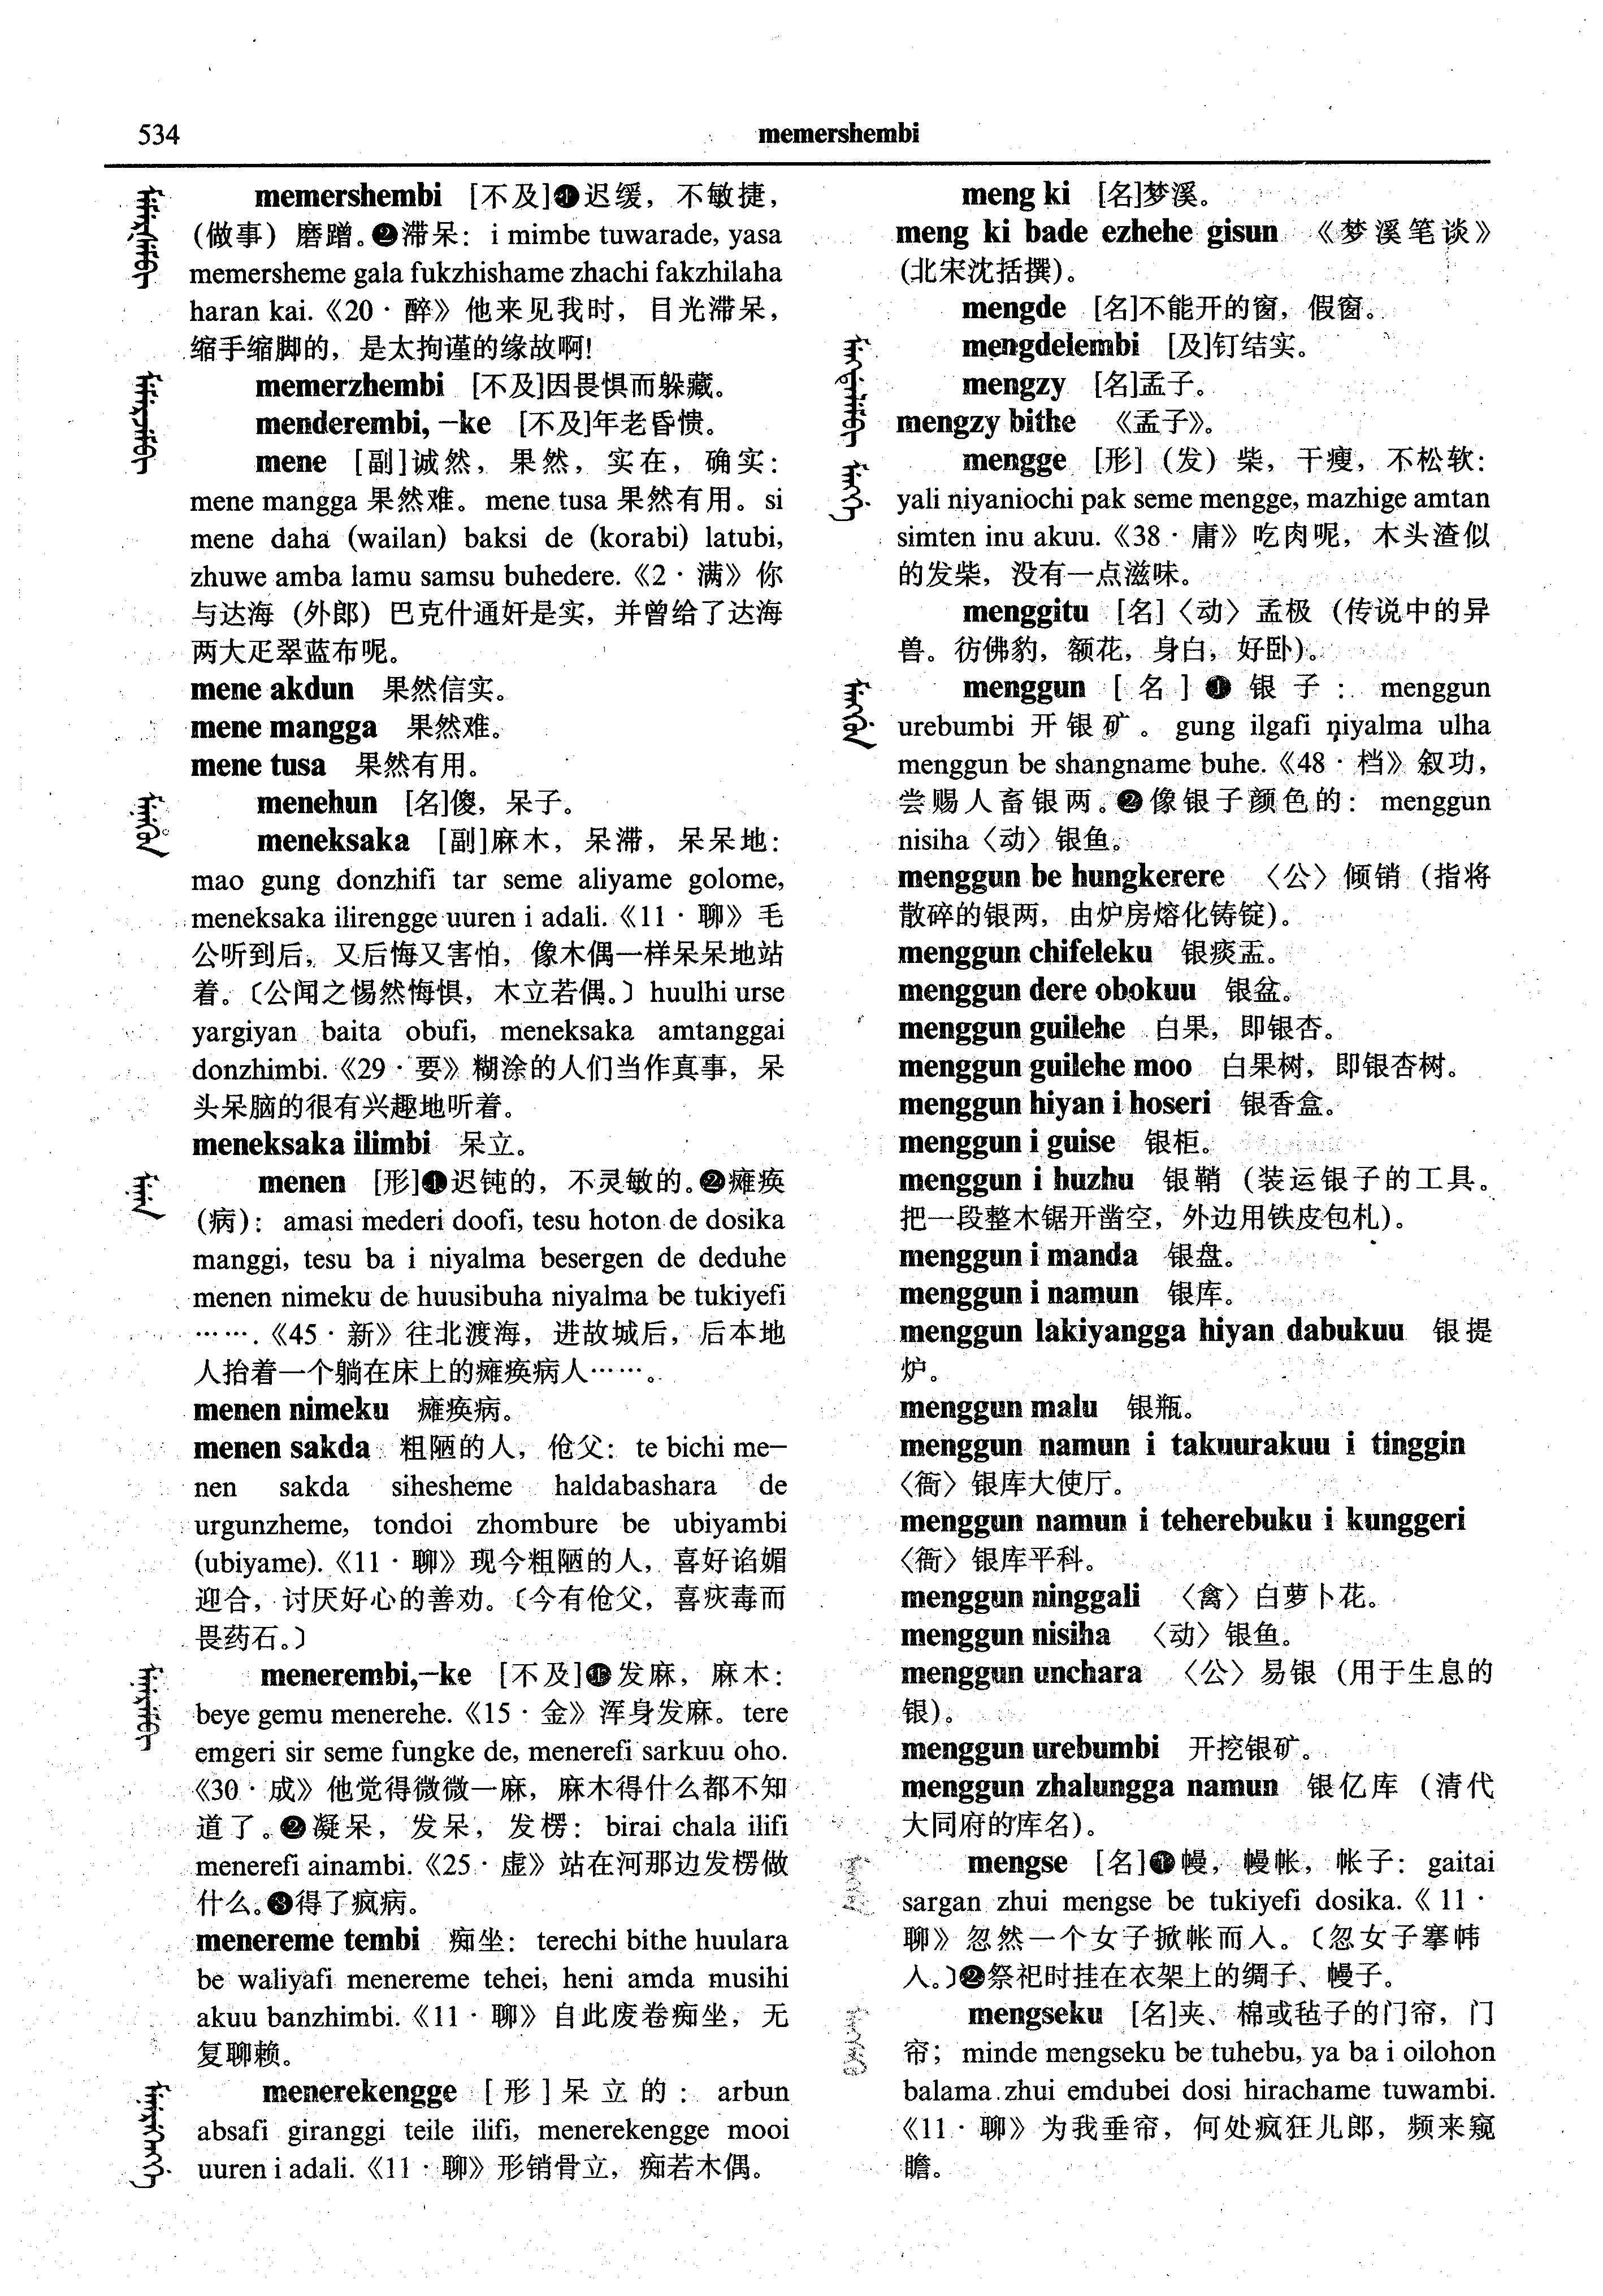 534
memershembi
memershembi [不及]❶迟缓，不敏捷，
(做事) 磨蹭。❷滞呆：i mimbe tuwarade, yasa
memersheme gala fukzhishame zhachi fakzhilaha
haran kai.《20·醉》他来见我时，目光滞呆，
缩手缩脚的，是太拘谨的缘故啊！
memerzhembi [不及]因畏惧而躲藏。
menderembi, −ke [不及]年老昏愦。
mene [副]诚然，果然，实在，确实：
mene mangga 果然难。mene tusa 果然有用。si
mene daha (wailan) baksi de (korabi) latubi,
zhuwe amba lamu samsu buhedere.《2·满》你
与达海（外郎）巴克什通奸是实，并曾给了达海
两大疋翠蓝布呢。
mene akdun 果然信实。
mene mangga 果然难。
mene tusa 果然有用。
menehun [名]傻，呆子。
meneksaka [副]麻木，呆滞，呆呆地：
mao gung donzhifi tar seme aliyame golome,
meneksaka ilirengge uuren i adali.《11·聊》毛
公听到后，又后悔又害怕，像木偶一样呆呆地站
着。〔公闻之惕然悔惧，木立若偶。〕huulhi urse
yargiyan baita obufi, meneksaka amtanggai
donzhimbi.《29·要》糊涂的人们当作真事，呆
头呆脑的很有兴趣地听着。
meneksaka ilimbi 呆立。
menen [形]❶迟钝的，不灵敏的。❷瘫痪
(病)：amasi mederi doofi, tesu hoton de dosika
manggi, tesu ba i niyalma besergen de deduhe
menen nimeku de huusibuha niyalma be tukiyefi
…….《45·新》往北渡海，进故城后，后本地
人抬着一个躺在床上的瘫痪病人……。
menen nimeku 瘫痪病。
menen sakda 粗陋的人，伧父：te bichi me−
nen sakda sihesheme haldabashara de
urgunzheme, tondoi zhombure be ubiyambi
(ubiyame).《11·聊》现今粗陋的人，喜好谄媚
迎合，讨厌好心的善劝。〔今有伧父，喜疢毒而
畏药石。〕
menerembi,−ke [不及]❶发麻，麻木：
beye gemu menerehe.《15·金》浑身发麻。tere
emgeri sir seme fungke de, menerefi sarkuu oho.
《30·成》他觉得微微一麻，麻木得什么都不知
道了。❷凝呆，发呆，发楞：birai chala ilifi
menerefi ainambi.《25·虚》站在河那边发楞做
什么。❸得了疯病。
menereme tembi 痴坐：terechi bithe huulara
be waliyafi menereme tehei, heni amda musihi
akuu banzhimbi.《11·聊》自此废卷痴坐，无
复聊赖。
menerekengge [形]呆立的：arbun
absafi giranggi teile ilifi, menerekengge mooi
uuren i adali.《11·聊》形销骨立，痴若木偶。
meng ki [名]梦溪。
meng ki bade ezhehe gisun 《梦溪笔谈》
(北宋沈括撰)。
mengde [名]不能开的窗，假窗。
mengdelembi [及]钉结实。
mengzy [名]孟子。
mengzy bithe 《孟子》。
mengge [形]（发）柴，干瘦，不松软：
yali niyaniochi pak seme mengge, mazhige amtan
simten inu akuu.《38·庸》吃肉呢，木头渣似
的发柴，没有一点滋味。
menggitu [名]〈动〉孟极（传说中的异
兽。彷佛豹，额花，身白，好卧)。
menggun [名]❶银子：menggun
urebumbi 开银矿。gung ilgafi niyalma ulha
menggun be shangname buhe.《48·档》叙功，
尝赐人畜银两。❷像银子颜色的：menggun
nisiha〈动〉银鱼。
menggun be hungkerere 〈公〉倾销（指将
散碎的银两，由炉房熔化铸锭)。
menggun chifeleku 银痰盂。
menggun dere obokuu 银盆。
menggun guilehe 白果，即银杏。
menggun guilehe moo 白果树，即银杏树。
menggun hiyan i hoseri 银香盒。
menggun i guise 银柜。
menggun i huzhu 银鞘（装运银子的工具。
把一段整木锯开凿空，外边用铁皮包札)。
menggun i manda 银盘。
menggun i namun 银库。
menggun lakiyangga hiyan dabukuu 银提
炉。
menggun malu 银瓶。
menggun namun i takuurakuu i tinggin
〈衙〉银库大使厅。
menggun namun i teherebuku i kunggeri
〈衙〉银库平科。
menggun ninggali 〈禽〉白萝卜花。
menggun nisiha 〈动〉银鱼。
menggun unchara 〈公〉易银（用于生息的
银)。
menggun urebumbi 开挖银矿。
menggun zhalungga namun 银亿库（清代
大同府的库名)。
mengse [名]❶幔，幔帐，帐子：gaitai
sargan zhui mengse be tukiyefi dosika.《11·
聊》忽然一个女子掀帐而人。〔忽女子搴帏
人。〕❷祭祀时挂在衣架上的绸子、幔子。
mengseku [名]夹、棉或毡子的门帘，门
帘；minde mengseku be tuhebu, ya ba i oilohon
balama zhui emdubei dosi hirachame tuwambi.
《11·聊》为我垂帘，何处疯狂儿郎，频来窥
瞻。